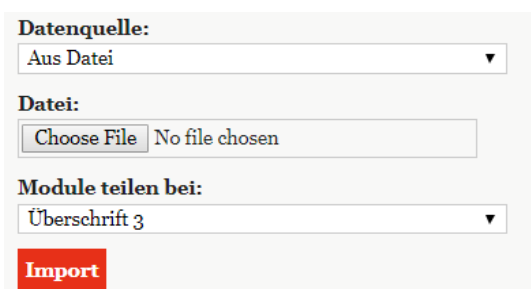 Datenquelle:
Aus Datei
Datei:
Choose File No file chosen
Module teilen bei:
Überschrift 3
Import